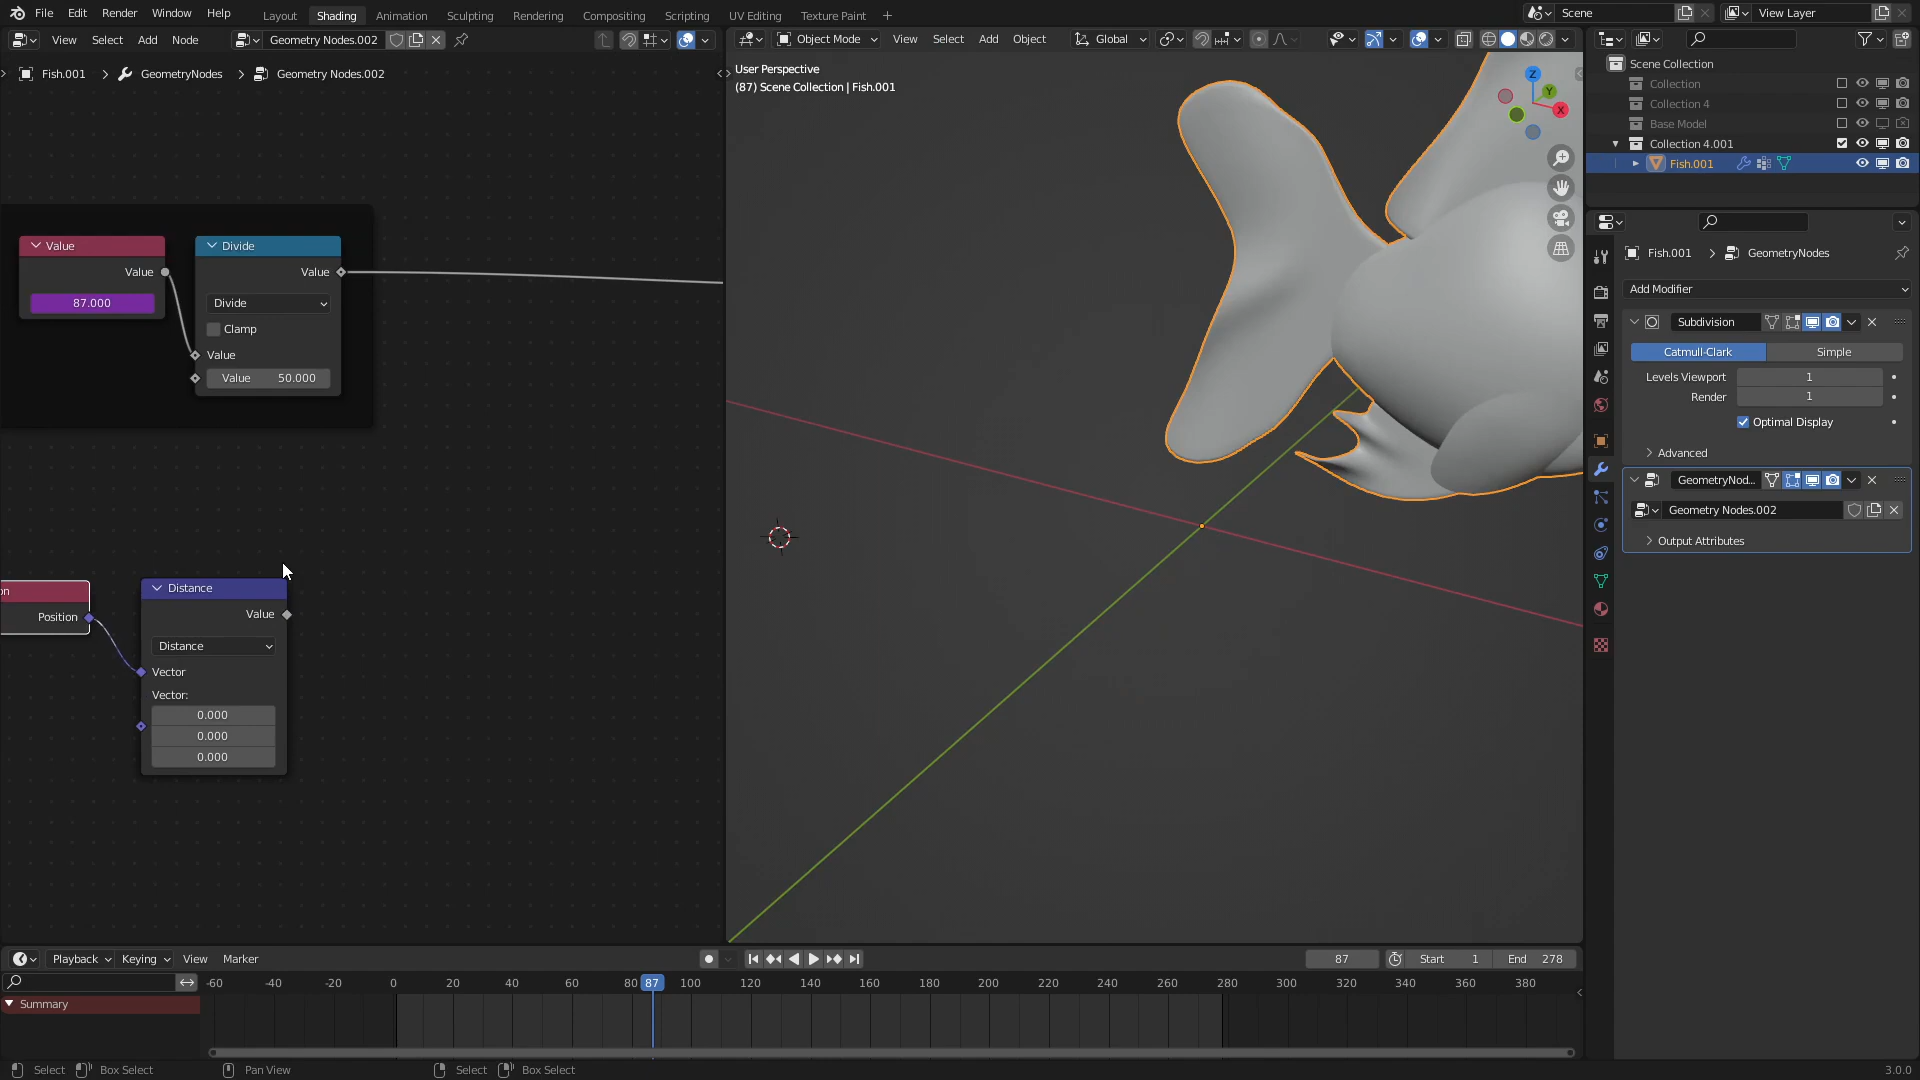 File Edit Render Window Help Layout Shading Animation Sculpting Rendering Compositing Scripting UV Editing Texture Paint + Scene View Layer
View Select Add Node Geometry Nodes.002 Object Mode View Select Add Object Global
Fish.001 > GeometryNodes > Geometry Nodes.002
Value
Value
87.000
Divide
Value
Divide
Clamp
Value
Value 50.000
on
Position
Distance
Value
Distance
Vector
Vector:
0.000
0.000
0.000
User Perspective
(87) Scene Collection | Fish.001
Z
Y
X
Scene Collection
Collection
Collection 4
Base Model
Collection 4.001
Fish.001
Fish.001 > GeometryNodes
Add Modifier
Subdivision
Catmull-Clark Simple
Levels Viewport 1
Render 1
Optimal Display
Advanced
GeometryNod...
Geometry Nodes.002
Output Attributes
Playback Keying View Marker 87 Start 1 End 278
-60 -40 -20 0 20 40 60 80 87 100 120 140 160 180 200 220 240 260 280 300 320 340 360 380
Summary
Select Box Select Pan View Select Box Select 3.0.0